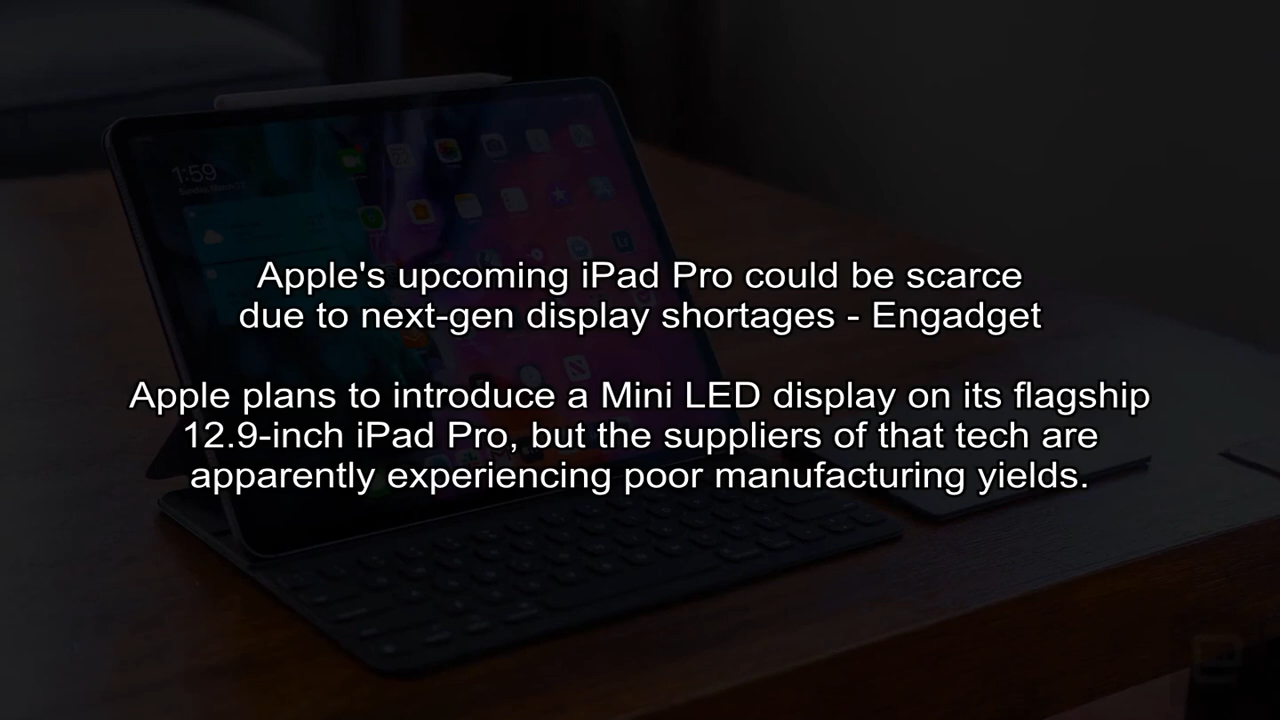 1:59
Apple's upcoming iPad Pro could be scarce
due to next-gen display shortages - Engadget
Apple plans to introduce a Mini LED display on its flagship
12.9-inch iPad Pro, but the suppliers of that tech are
apparently experiencing poor manufacturing yields.